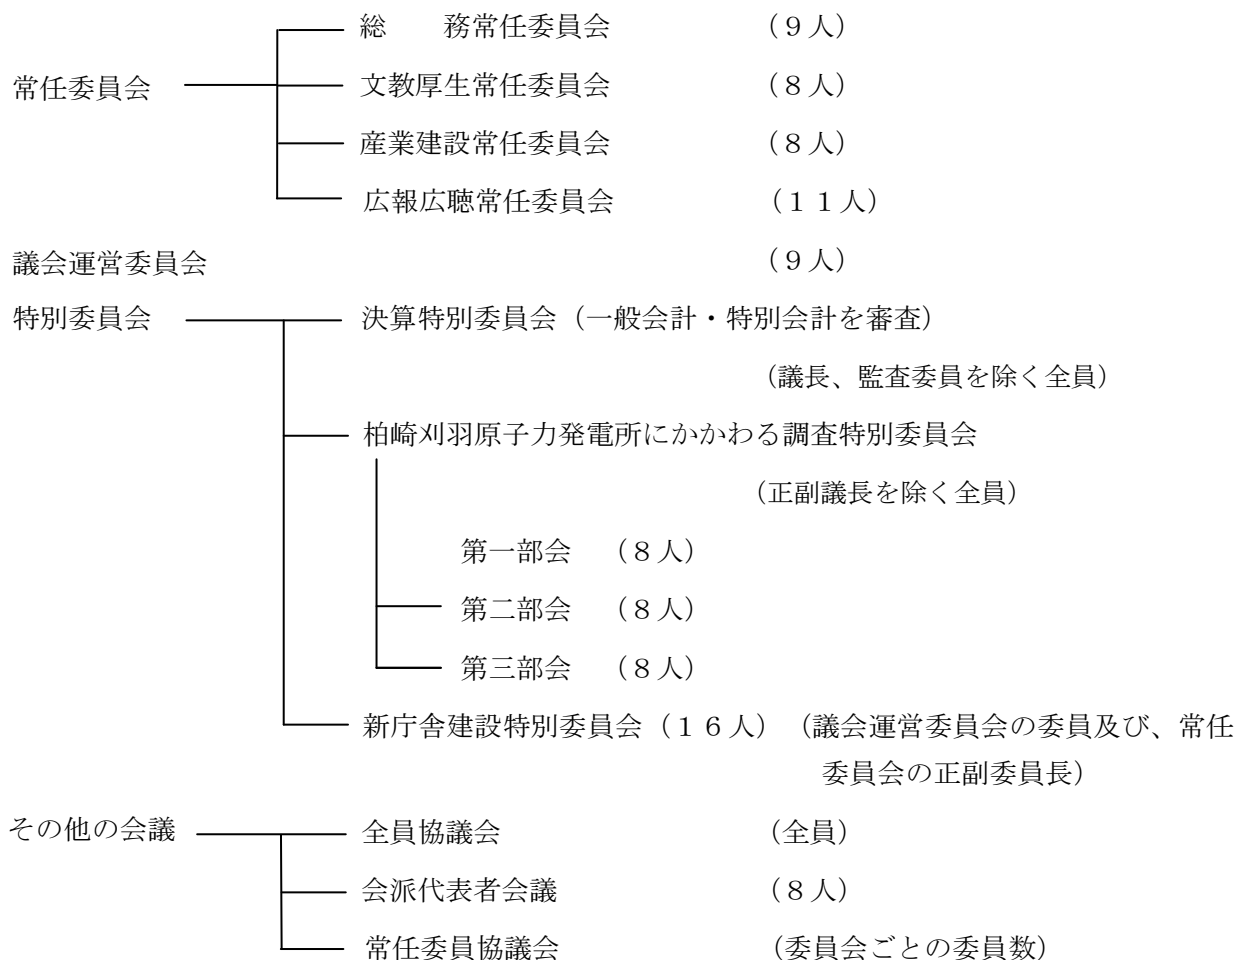 総　　務常任委員会　（９人）
常任委員会　文教厚生常任委員会　（８人）
産業建設常任委員会　（８人）
広報広聴常任委員会　（１１人）
議会運営委員会　（９人）
特別委員会　決算特別委員会（一般会計・特別会計を審査）
（議長、監査委員を除く全員）
柏崎刈羽原子力発電所にかかわる調査特別委員会
（正副議長を除く全員）
第一部会　（８人）
第二部会　（８人）
第三部会　（８人）
新庁舎建設特別委員会（１６人）（議会運営委員会の委員及び、常任
委員会の正副委員長）
その他の会議　全員協議会　（全員）
会派代表者会議　（８人）
常任委員協議会　（委員会ごとの委員数）